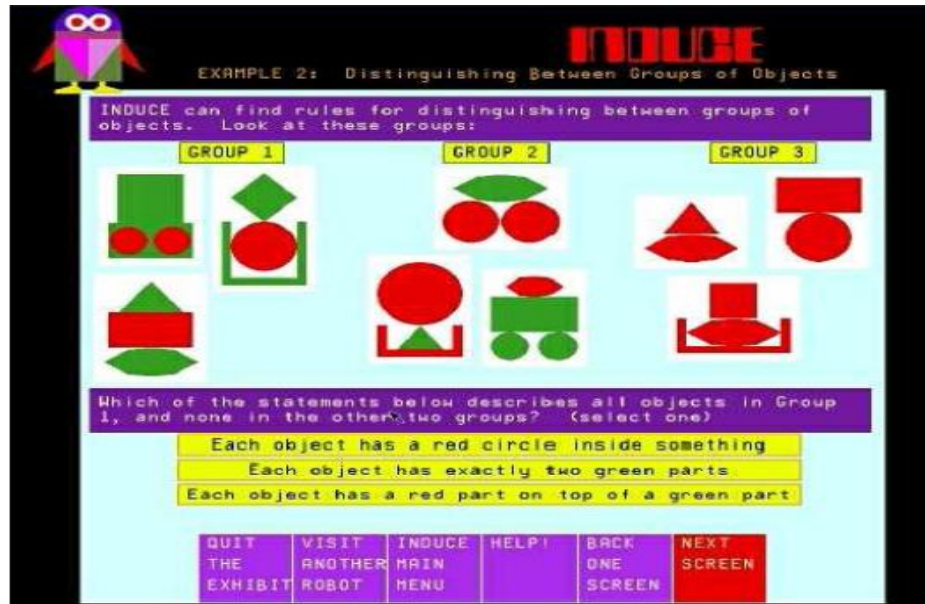 INDUCE
EXAMPLE 2: Distinguishing Between Groups of Objects
INDUCE can find rules for distinguishing between groups of
objects. Look at these groups:
GROUP 1
GROUP 2
GROUP 3
Which of the statements below describes all objects in Group
1, and none in the other two groups? (select one)
Each object has a red circle inside something
Each object has exactly two green parts
Each object has a red part on top of a green part
QUIT
THE
EXHIBIT
VISIT
ANOTHER
ROBOT
INDUCE
MAIN
MENU
HELP!
BACK
ONE
SCREEN
NEXT
SCREEN